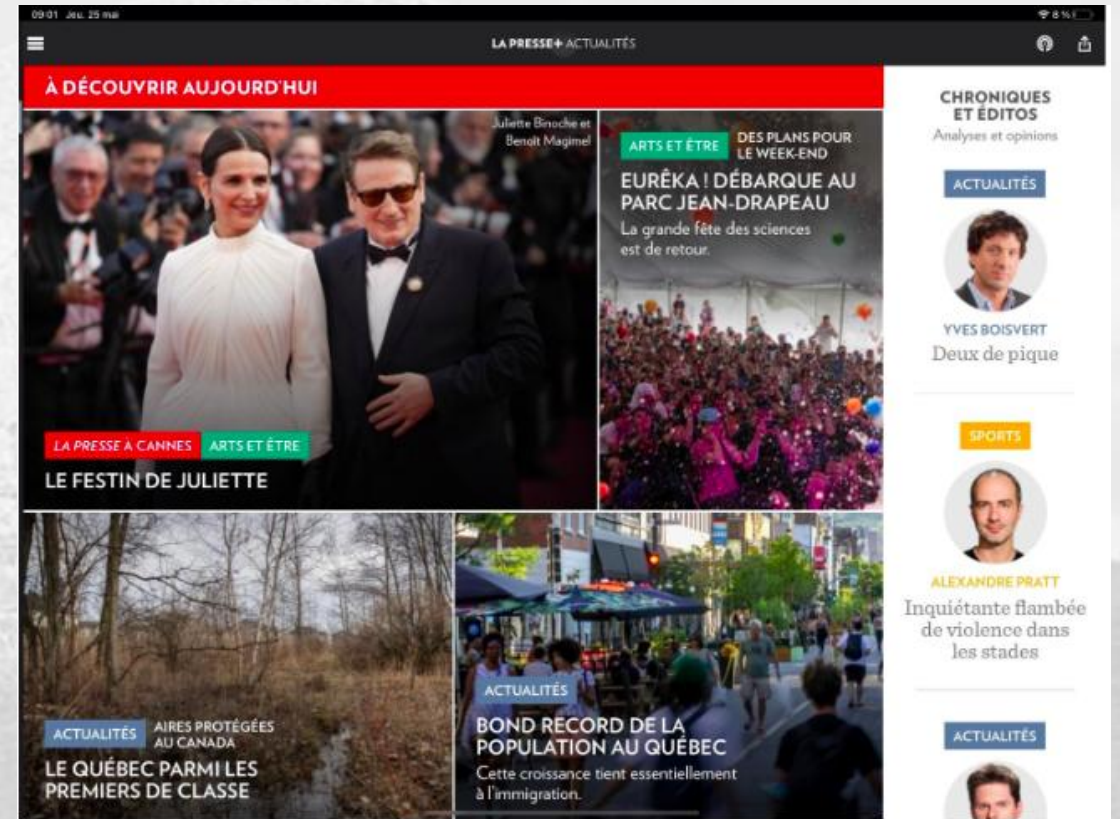 09:01 Jeu. 25 mai
8 %
LA PRESSE+ ACTUALITÉS
À DÉCOUVRIR AUJOURD'HUI
Juliette Binoche et
Benoît Magimel
LA PRESSE À CANNES ARTS ET ÊTRE
LE FESTIN DE JULIETTE
ARTS ET ÊTRE
DES PLANS POUR
LE WEEK-END
EURÊKA ! DÉBARQUE AU
PARC JEAN-DRAPEAU
La grande fête des sciences
est de retour.
ACTUALITÉS
AIRES PROTÉGÉES
AU CANADA
LE QUÉBEC PARMI LES
PREMIERS DE CLASSE
ACTUALITÉS
BOND RECORD DE LA
POPULATION AU QUÉBEC
Cette croissance tient essentiellement
à l'immigration.
CHRONIQUES
ET ÉDITOS
Analyses et opinions
ACTUALITÉS
YVES BOISVERT
Deux de pique
SPORTS
ALEXANDRE PRATT
Inquiétante flambée
de violence dans
les stades
ACTUALITÉS